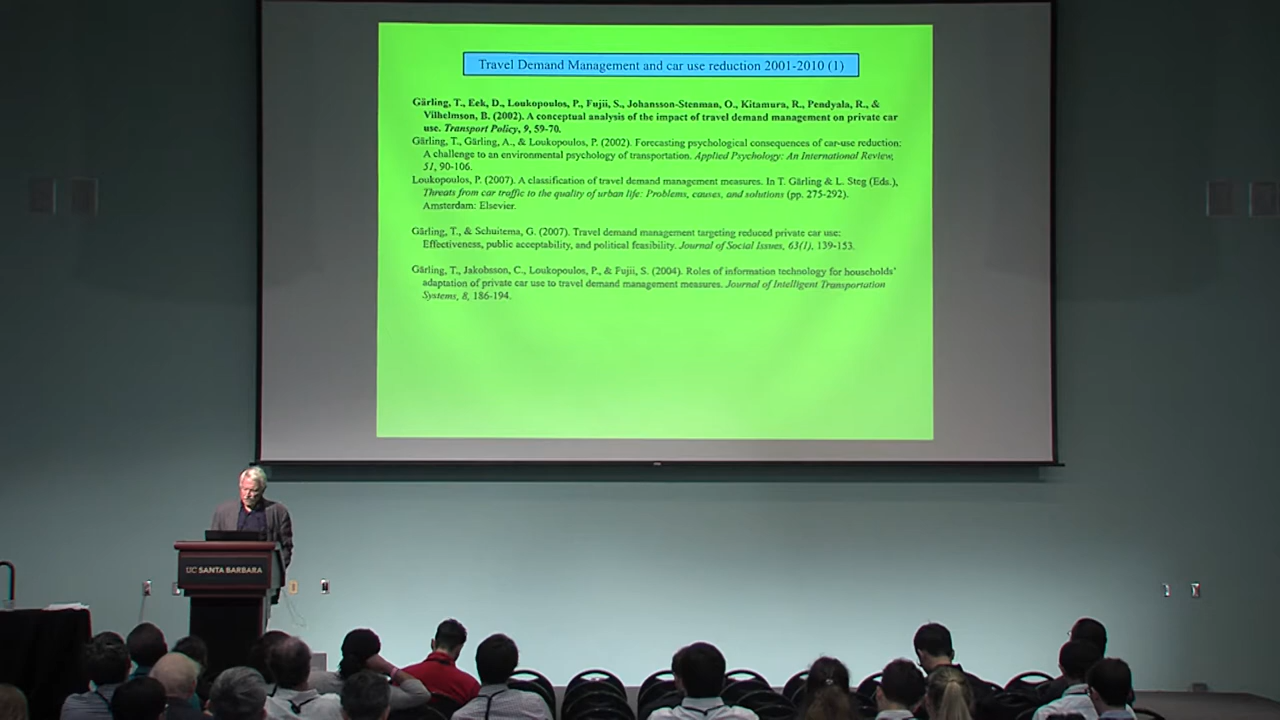 Travel Demand Management and car use reduction 2001-2010 (1)
Gärling, T., Eek, D., Loukopoulos, P., Fujii, S., Johansson-Stenman, O., Kitamura, R., Pendyala, R., &
Vilhelmson, B. (2002). A conceptual analysis of the impact of travel demand management on private car
use. Transport Policy, 9, 59-70.
Gärling, T., Gärling, A., & Loukopoulos, P. (2002). Forecasting psychological consequences of car-use reduction:
A challenge to an environmental psychology of transportation. Applied Psychology: An International Review,
51, 90-106.
Loukopoulos, P. (2007). A classification of travel demand management measures. In T. Gärling & L. Steg (Eds.),
Threats from car traffic to the quality of urban life: Problems, causes, and solutions (pp. 275-292).
Amsterdam: Elsevier.
Gärling, T., & Schuitema, G. (2007). Travel demand management targeting reduced private car use:
Effectiveness, public acceptability, and political feasibility. Journal of Social Issues, 63(1), 139-153.
Gärling, T., Jakobsson, C., Loukopoulos, P., & Fujii, S. (2004). Roles of information technology for households'
adaptation of private car use to travel demand management measures. Journal of Intelligent Transportation
Systems, 8, 186-194.
UC SANTA BARBARA